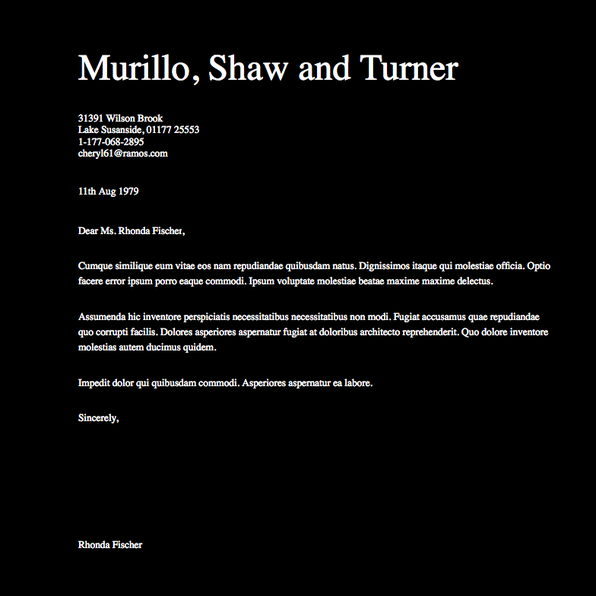 Murillo, Shaw and Turner
31391 Wilson Brook
Lake Susanside, 01177 25553
1-177-068-2895
cheryl61@ramos.com
11th Aug 1979
Dear Ms. Rhonda Fischer,
Cumque similique eum vitae eos nam repudiandae quibusdam natus. Dignissimos itaque qui molestiae officia. Optio
facere error ipsum porro eaque commodi. Ipsum voluptate molestiae beatae maxime maxime delectus.
Assumenda hic inventore perspiciatis necessitatibus necessitatibus non modi. Fugiat accusamus quae repudiandae
quo corrupti facilis. Dolores asperiores aspernatur fugiat at doloribus architecto reprehenderit. Quo dolore inventore
molestias autem ducimus quidem.
Impedit dolor qui quibusdam commodi. Asperiores aspernatur ea labore.
Sincerely,
Rhonda Fischer